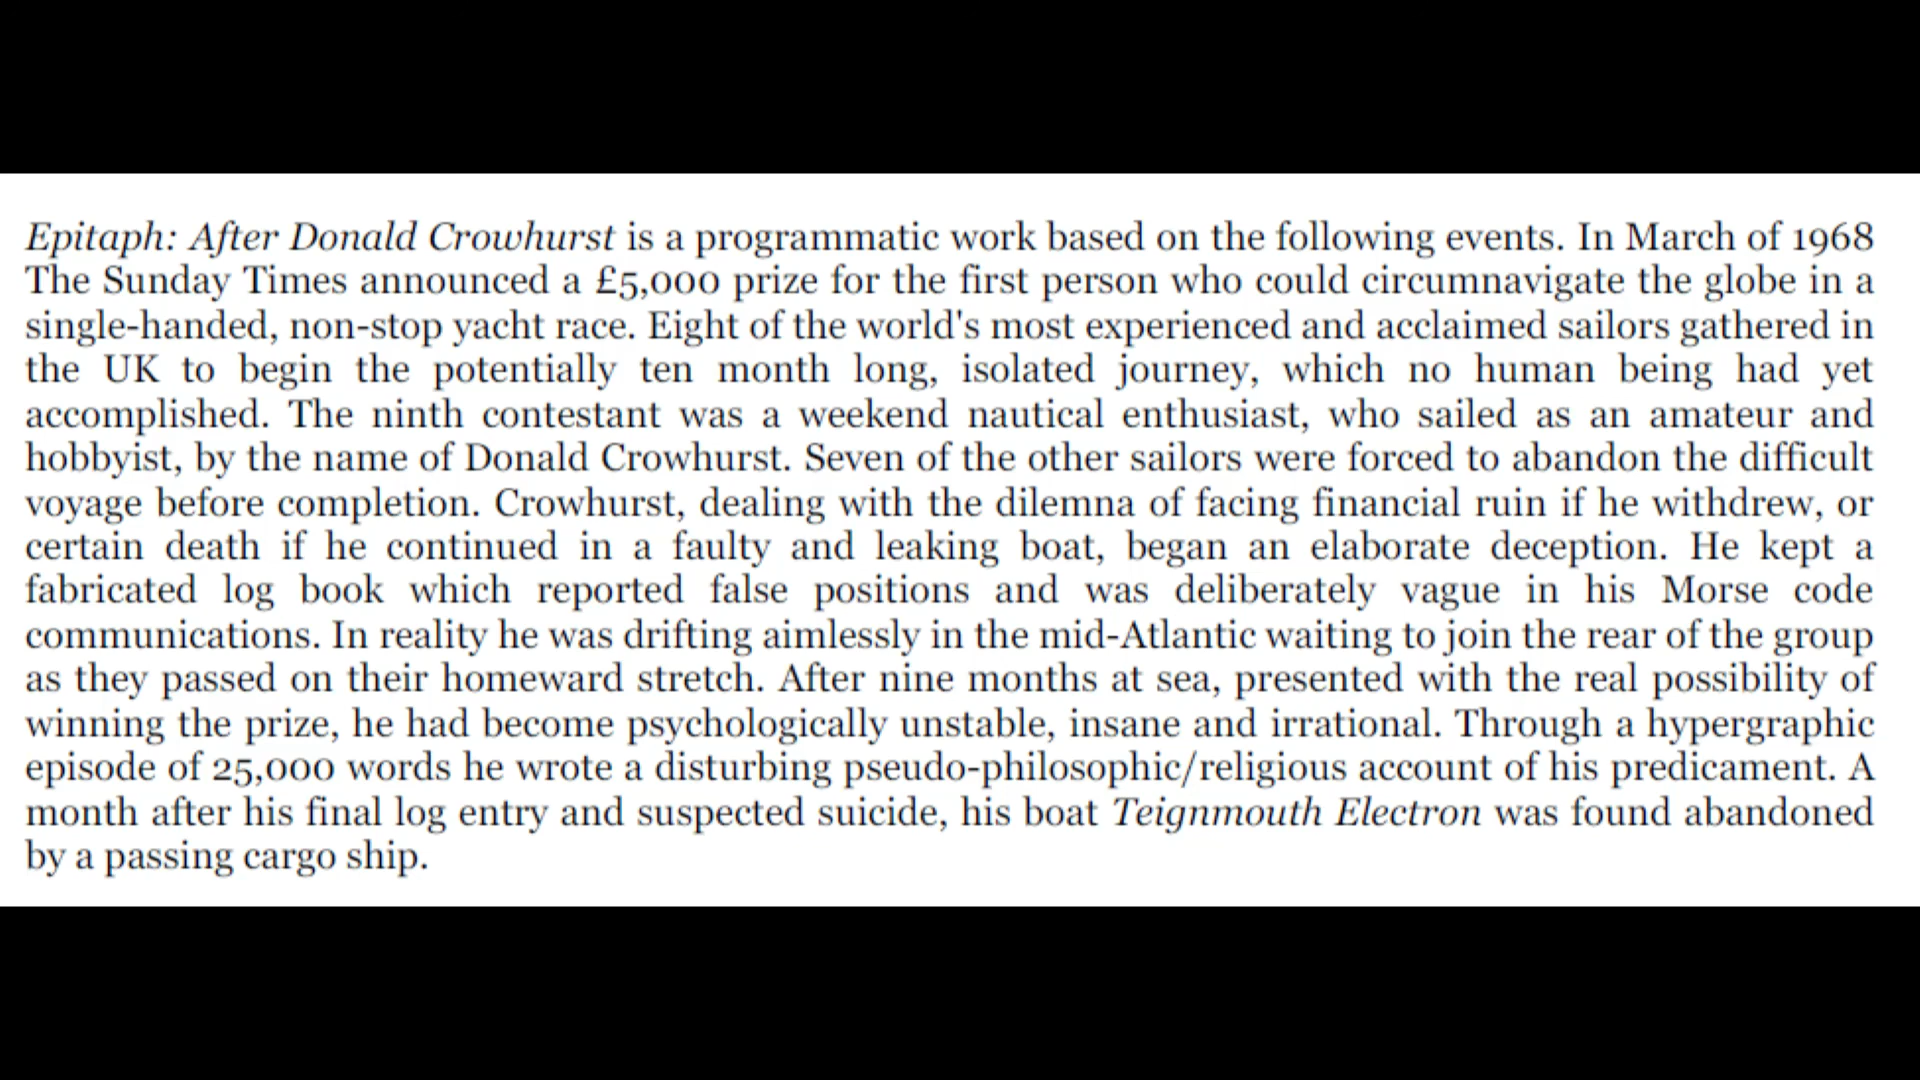 Epitaph: After Donald Crowhurst is a programmatic work based on the following events. In March of 1968
The Sunday Times announced a £5,000 prize for the first person who could circumnavigate the globe in a
single-handed, non-stop yacht race. Eight of the world's most experienced and acclaimed sailors gathered in
the UK to begin the potentially ten month long, isolated journey, which no human being had yet
accomplished. The ninth contestant was a weekend nautical enthusiast, who sailed as an amateur and
hobbyist, by the name of Donald Crowhurst. Seven of the other sailors were forced to abandon the difficult
voyage before completion. Crowhurst, dealing with the dilemna of facing financial ruin if he withdrew, or
certain death if he continued in a faulty and leaking boat, began an elaborate deception. He kept a
fabricated log book which reported false positions and was deliberately vague in his Morse code
communications. In reality he was drifting aimlessly in the mid-Atlantic waiting to join the rear of the group
as they passed on their homeward stretch. After nine months at sea, presented with the real possibility of
winning the prize, he had become psychologically unstable, insane and irrational. Through a hypergraphic
episode of 25,000 words he wrote a disturbing pseudo-philosophic/religious account of his predicament. A
month after his final log entry and suspected suicide, his boat Teignmouth Electron was found abandoned
by a passing cargo ship.